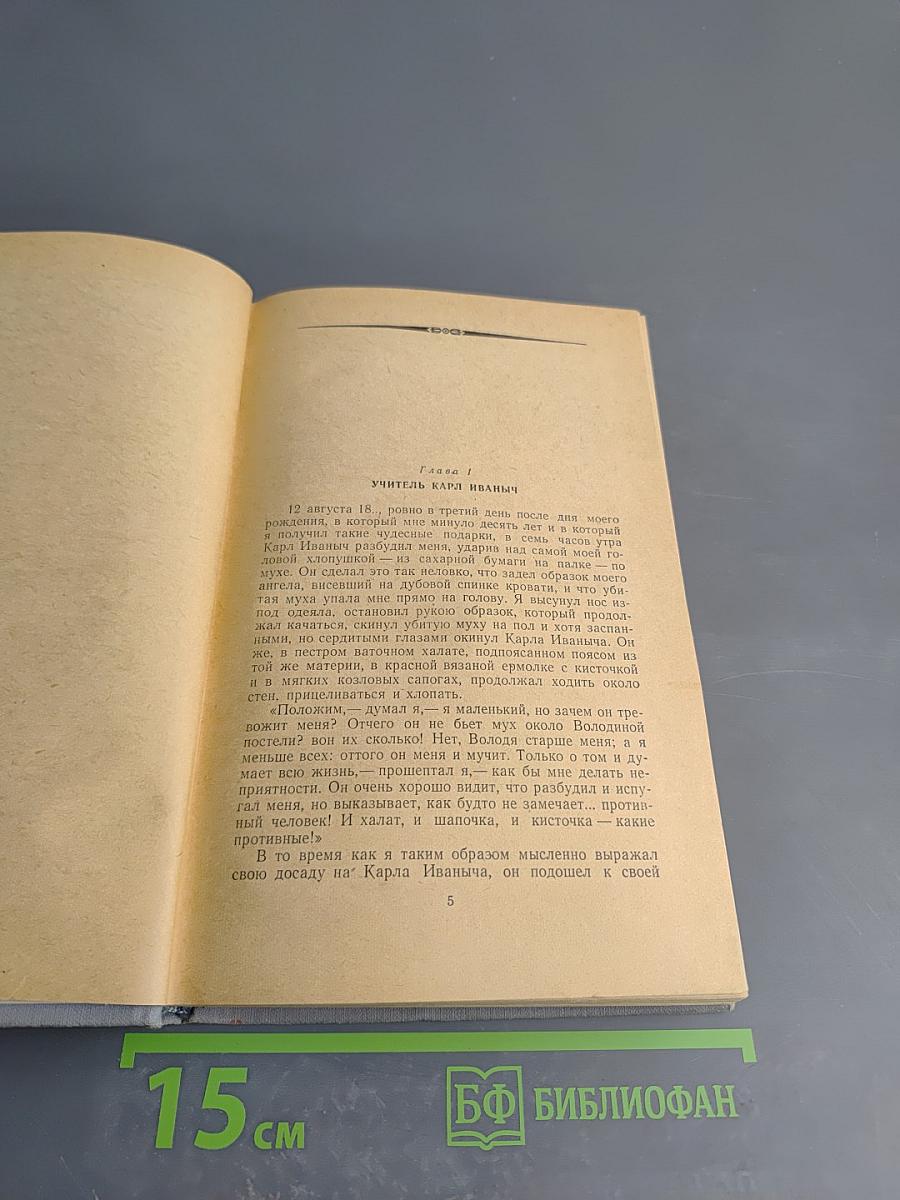 Глава 1
УЧИТЕЛЬ КАРЛ ИВАНЫЧ
12 августа 18.., ровно в третий день после дня моего
рождения, в который мне минуло десять лет и в который
я получил такие чудесные подарки, в семь часов утра
Карл Иваныч разбудил меня, ударив над самой моей го-
ловой хлопушкой — из сахарной бумаги на палке — по
мухе. Он сделал это так неловко, что задел образок моего
ангела, висевший на дубовой спинке кровати, и что уби-
тая муха упала мне прямо на голову. Я высунул нос из-
под одеяла, остановил рукою образок, который продол-
жал качаться, скинул убитую муху на пол и хотя заспан-
ными, но сердитыми глазами окинул Карла Иваныча. Он
же, в пестром ваточном халате, подпоясанном поясом из
той же материи, в красной вязаной ермолке с кисточкой
и в мягких козловых сапогах, продолжал ходить около
стен, прицеливаться и хлопать.
«Положим,— думал я,— я маленький, но зачем он тре-
вожит меня? Отчего он не бьет мух около Володиной
постели? вон их сколько! Нет, Володя старше меня; а я
меньше всех: оттого он меня и мучит. Только о том и ду-
мает всю жизнь,— прошептал я,— как бы мне делать не-
приятности. Он очень хорошо видит, что разбудил и испу-
гал меня, но выказывает, как будто не замечает... против-
ный человек! И халат, и шапочка, и кисточка — какие
противные!»
В то время как я таким образом мысленно выражал
свою досаду на Карла Иваныча, он подошел к своей
5
15 см
БФ БИБЛИОФАН